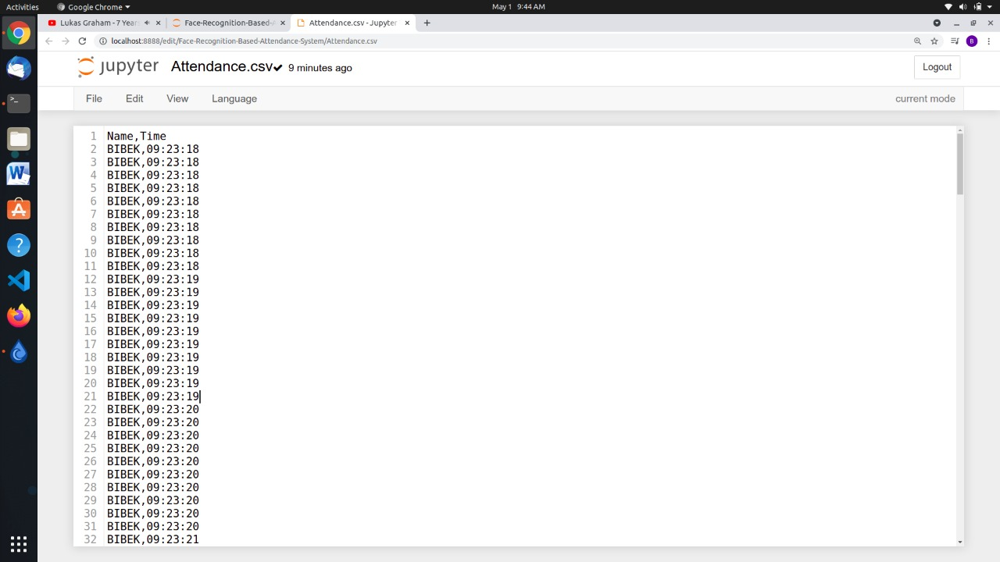 Activities Google Chrome May 1 9:44 AM
Lukas Graham - 7 Years Face-Recognition-Based-A Attendance.csv - Jupyter
localhost:8888/edit/Face-Recognition-Based-Attendance-System/Attendance.csv B
jupyter Attendance.csv 9 minutes ago Logout
File Edit View Language current mode
1 Name,Time
2 BIBEK,09:23:18
3 BIBEK,09:23:18
4 BIBEK,09:23:18
5 BIBEK,09:23:18
6 BIBEK,09:23:18
7 BIBEK,09:23:18
8 BIBEK,09:23:18
9 BIBEK,09:23:18
10 BIBEK,09:23:18
11 BIBEK,09:23:18
12 BIBEK,09:23:19
13 BIBEK,09:23:19
14 BIBEK,09:23:19
15 BIBEK,09:23:19
16 BIBEK,09:23:19
17 BIBEK,09:23:19
18 BIBEK,09:23:19
19 BIBEK,09:23:19
20 BIBEK,09:23:19
21 BIBEK,09:23:19
22 BIBEK,09:23:20
23 BIBEK,09:23:20
24 BIBEK,09:23:20
25 BIBEK,09:23:20
26 BIBEK,09:23:20
27 BIBEK,09:23:20
28 BIBEK,09:23:20
29 BIBEK,09:23:20
30 BIBEK,09:23:20
31 BIBEK,09:23:20
32 BIBEK,09:23:21